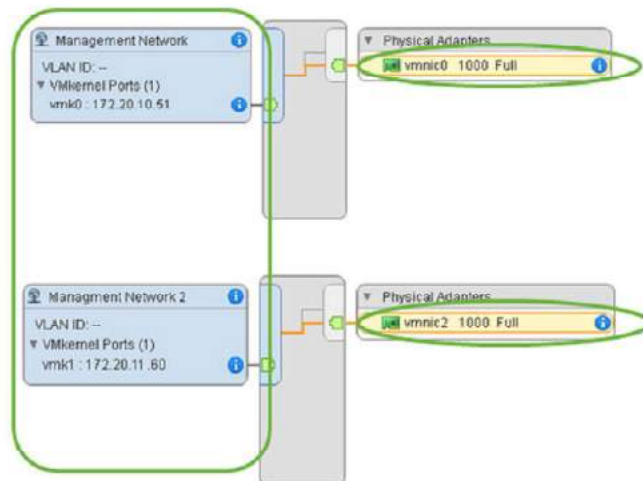 Management Network
VLAN ID: --
VMkernel Ports (1)
vmk0 : 172.20.10.51
Physical Adapters
vmnic0 1000 Full
Managment Network 2
VLAN ID: --
VMkernel Ports (1)
vmk1 : 172.20.11.60
Physical Adapters
vmnic2 1000 Full